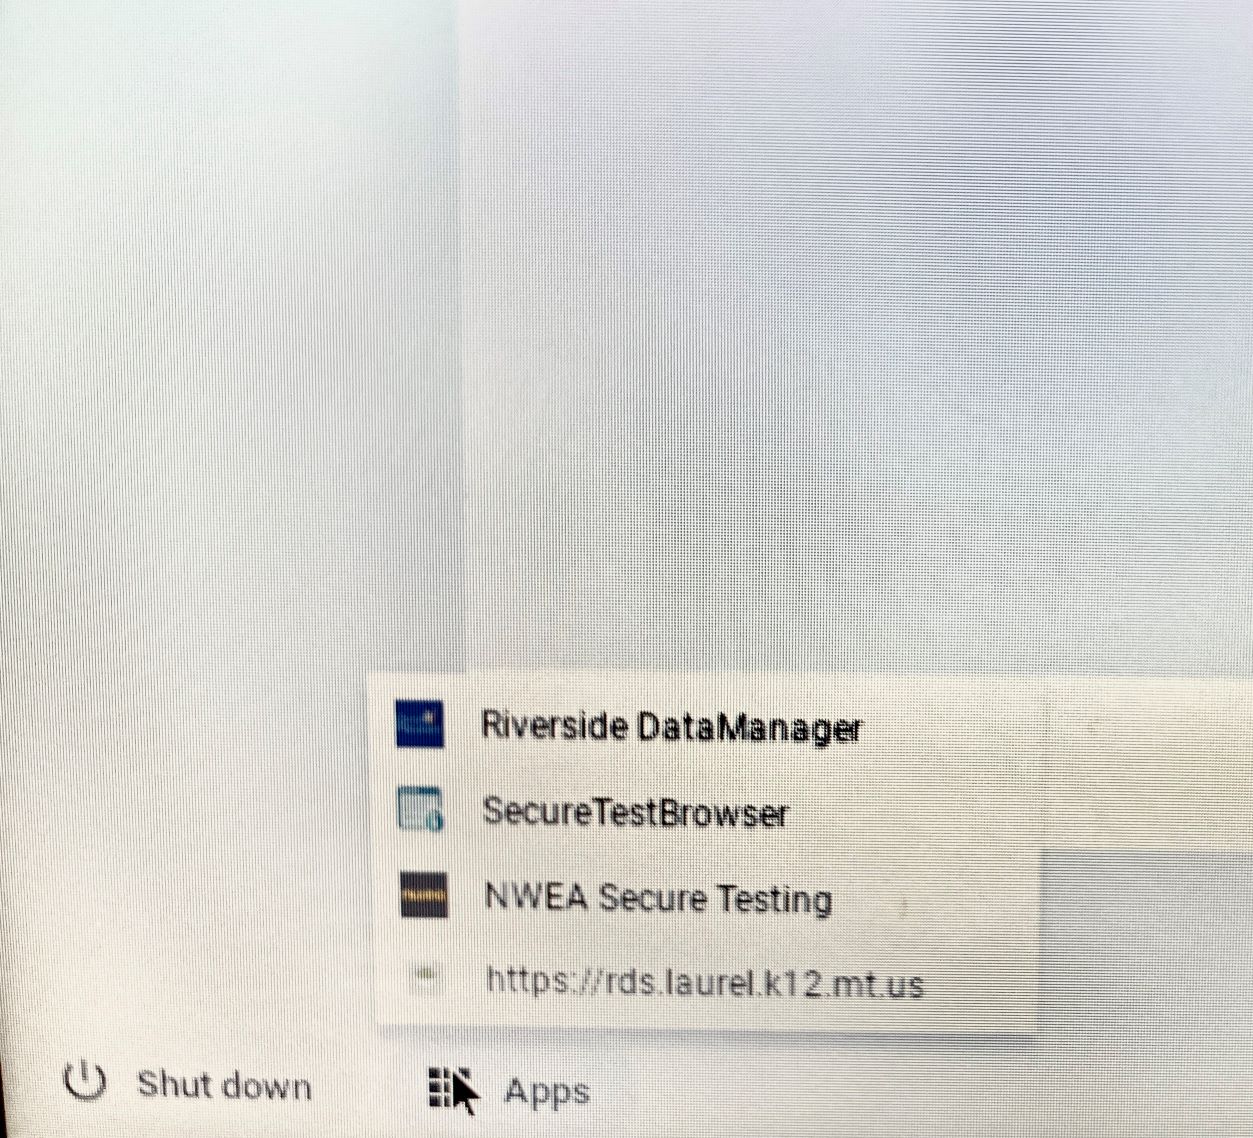 Riverside DataManager
SecureTestBrowser
NWEA Secure Testing
https://rds.laurel.k12.mt.us
Shut down
Apps